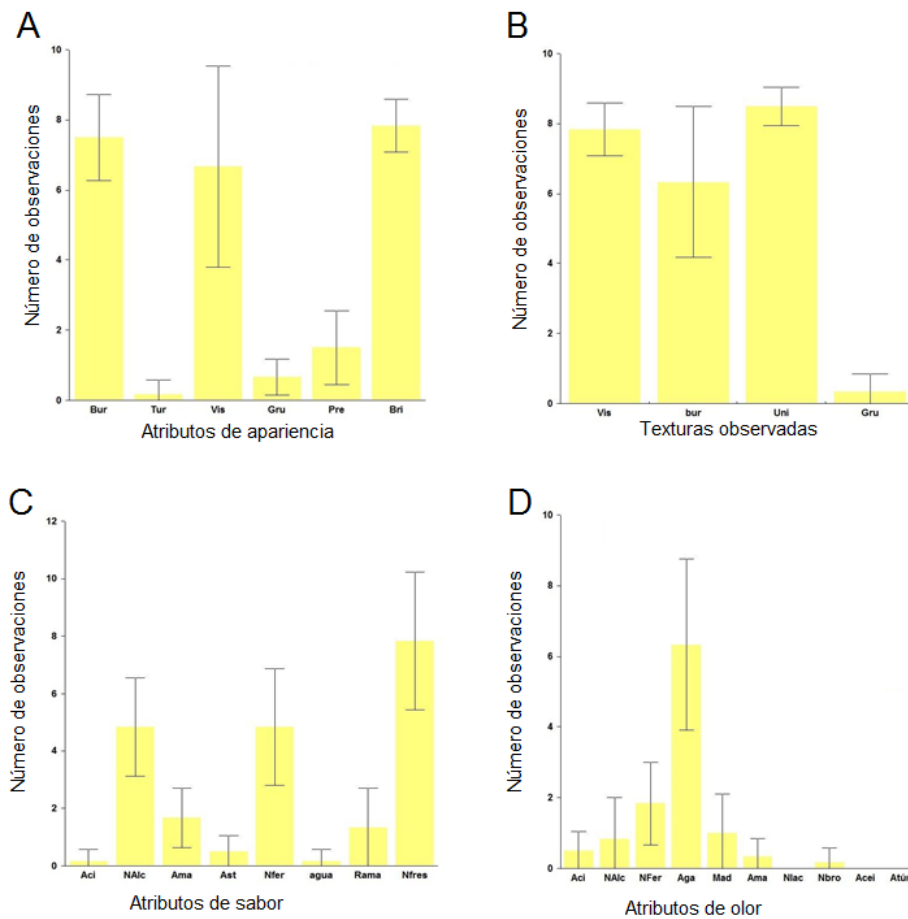 A
Número de observaciones
10
8
6
4
2
0
Bur Tur Vis Gru Pre Bri
Atributos de apariencia
B
Número de observaciones
10
8
6
4
2
0
Vis bur Uni Gru
Texturas observadas
C
Número de observaciones
12
10
8
6
4
2
0
Aci NAlc Ama Ast Nfer agua Rama Nfres
Atributos de sabor
D
Número de observaciones
10
8
6
4
2
0
Aci NAlc NFer Aga Mad Ama Nlac Nbro Acei Atún
Atributos de olor